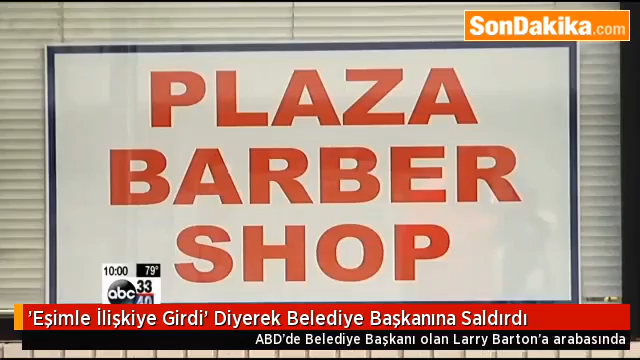 SonDakika.com
PLAZA
BARBER
SHOP
10:00 79°
abc 33
40
'Eşimle İlişkiye Girdi' Diyerek Belediye Başkanına Saldırdı
ABD'de Belediye Başkanı olan Larry Barton'a arabasında